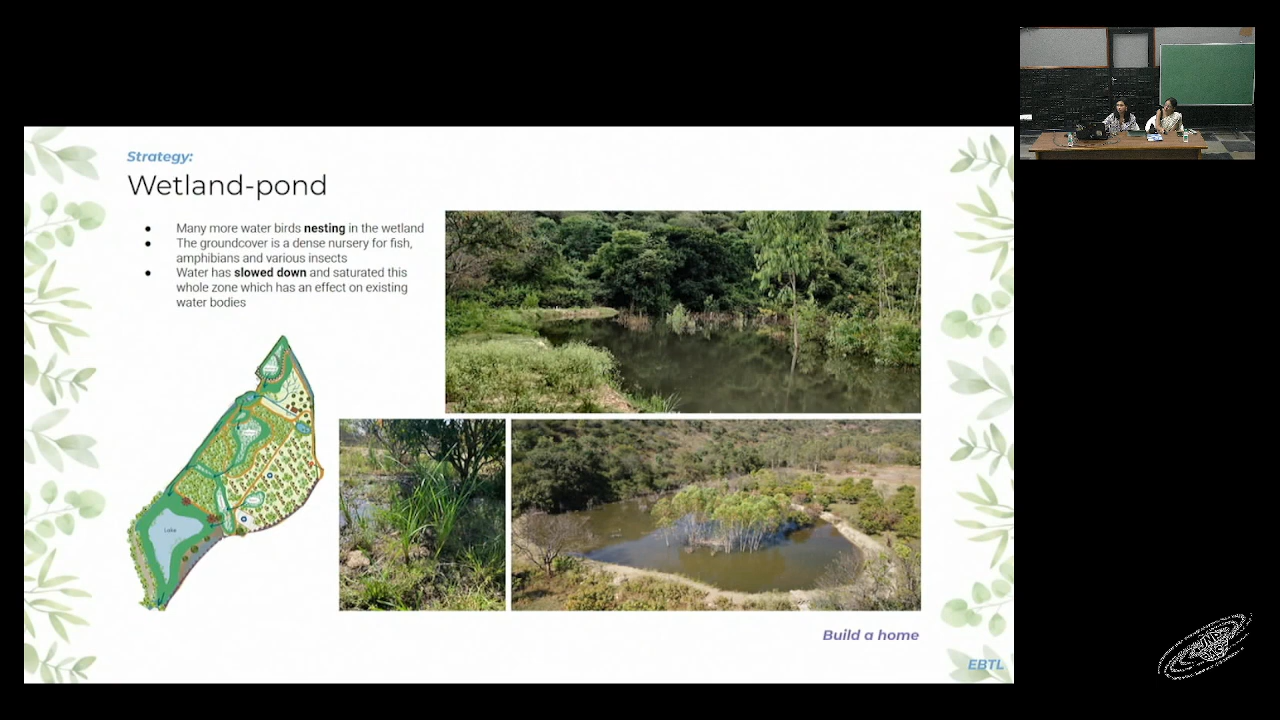 Strategy:
Wetland-pond
● Many more water birds nesting in the wetland
● The groundcover is a dense nursery for fish,
amphibians and various insects
● Water has slowed down and saturated this
whole zone which has an effect on existing
water bodies
Lake
Build a home
EBTL